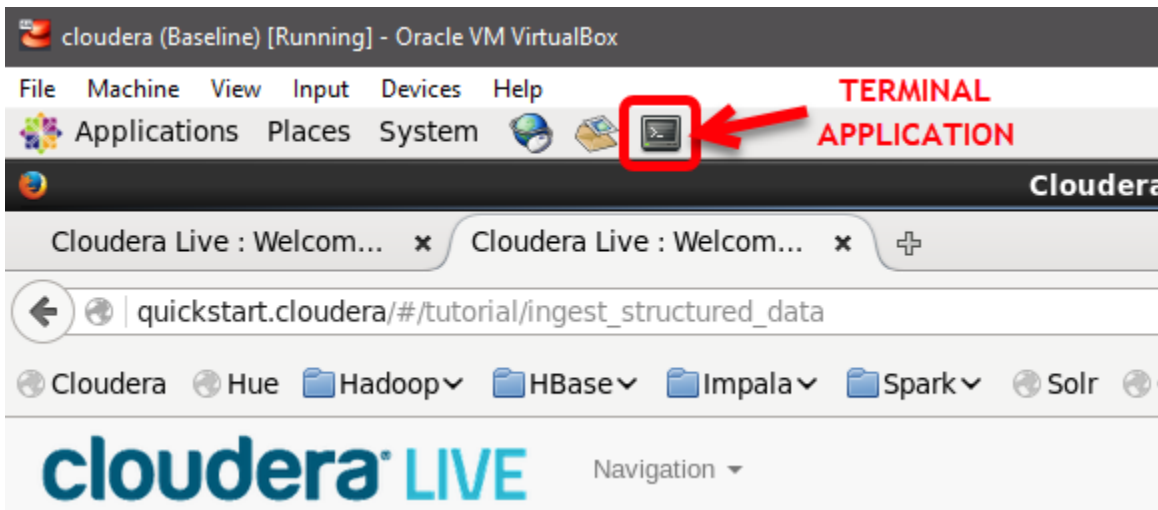 cloudera (Baseline) [Running] - Oracle VM VirtualBox
File Machine View Input Devices Help
TERMINAL
APPLICATION
Applications Places System
Cloudera
Cloudera Live : Welcom... Cloudera Live : Welcom...
quickstart.cloudera/#/tutorial/ingest_structured_data
Cloudera Hue Hadoop HBase Impala Spark Solr
cloudera LIVE Navigation